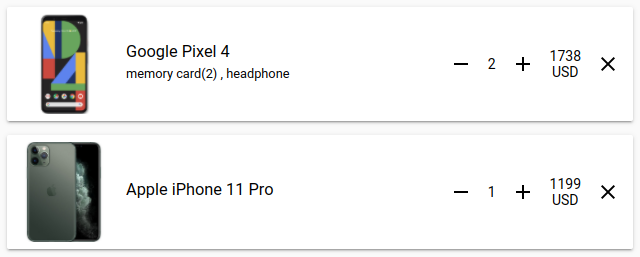 Google Pixel 4
memory card(2) , headphone
2
1738
USD
Apple iPhone 11 Pro
1
1199
USD